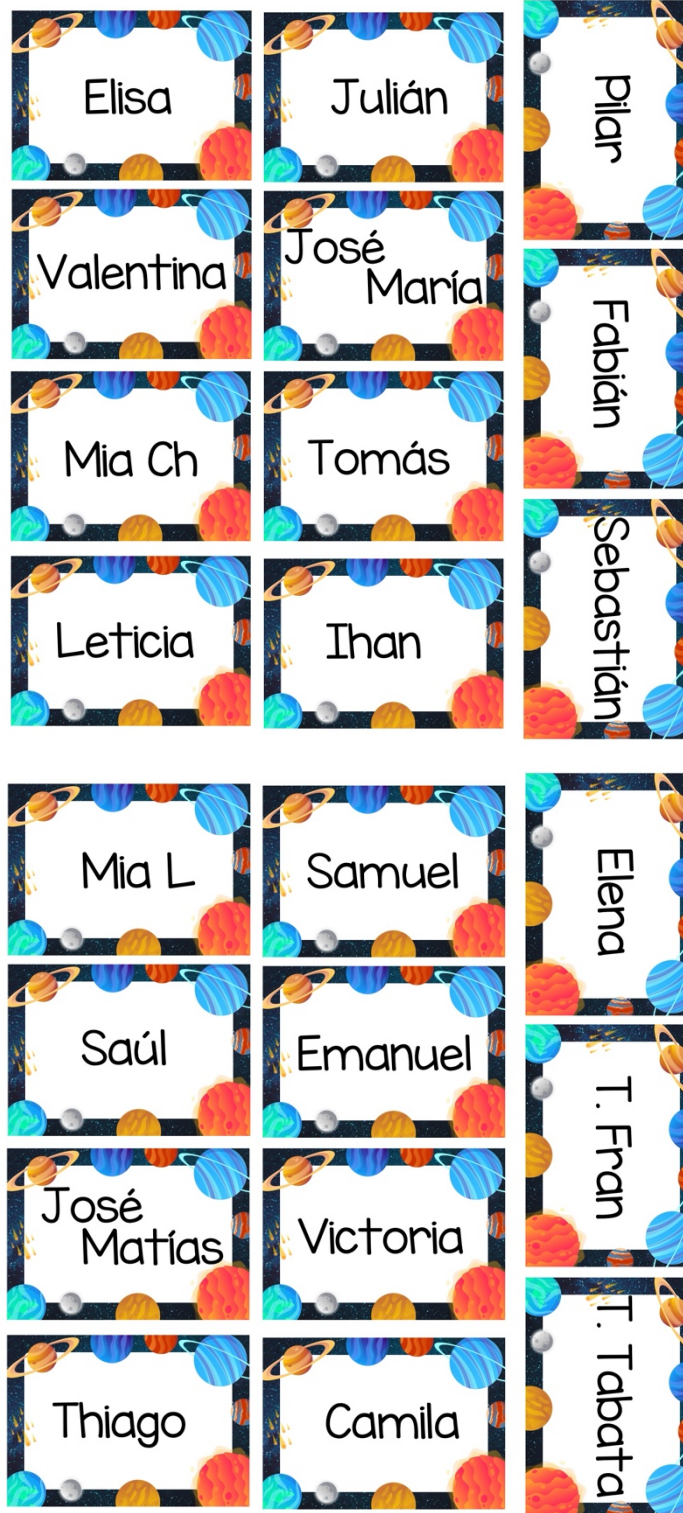 Elisa
Julián
Pilar
Valentina
José
María
Fabián
Mia Ch
Tomás
Sebastián
Leticia
Ihan
Mia L
Samuel
Elena
Saúl
Emanuel
T. Fran
José
Matías
Victoria
T. Tabata
Thiago
Camila